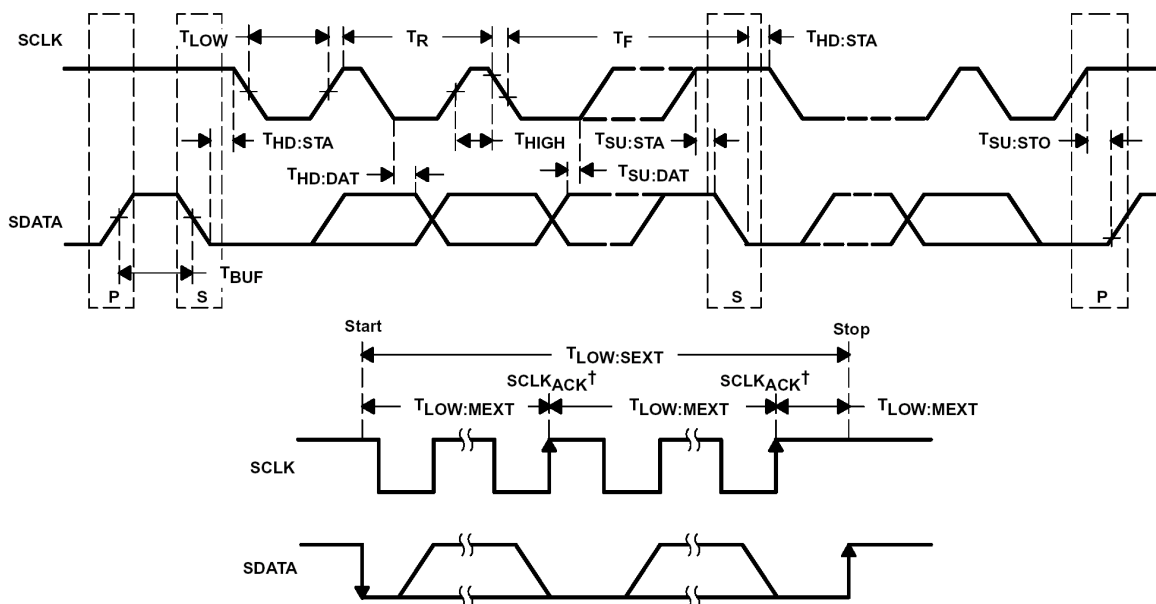 SCLK TLOW TR TF THD:STA
THD:STA THIGH TSU:STA TSU:STO
THD:DAT TSU:DAT
SDATA
TBUF
P S S P
Start Stop
TLOW:SEXT
SCLKACK† SCLKACK†
TLOW:MEXT TLOW:MEXT TLOW:MEXT
SCLK
SDATA